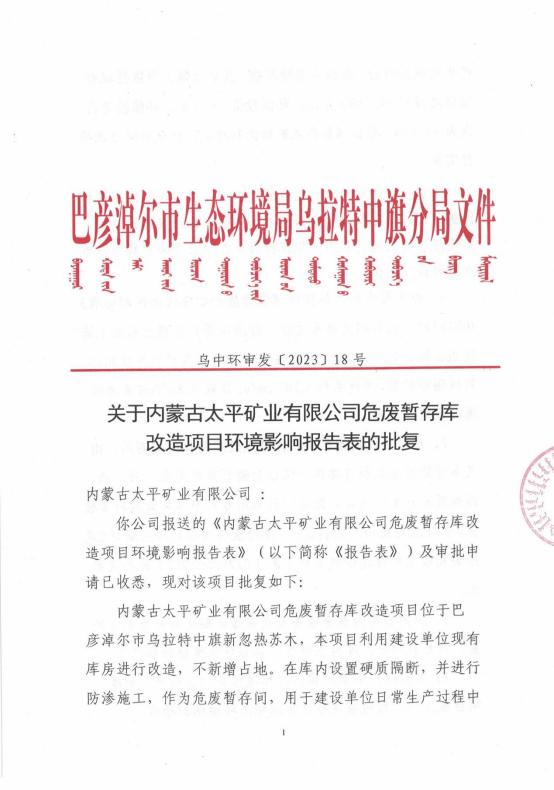 巴彦淖尔市生态环境局乌拉特中旗分局文件
乌中环审发〔2023〕18号
关于内蒙古太平矿业有限公司危废暂存库
改造项目环境影响报告表的批复
内蒙古太平矿业有限公司：
你公司报送的《内蒙古太平矿业有限公司危废暂存库改
造项目环境影响报告表》（以下简称《报告表》）及审批申
请已收悉，现对该项目批复如下：
内蒙古太平矿业有限公司危废暂存库改造项目位于巴
彦淖尔市乌拉特中旗新忽热苏木，本项目利用建设单位现有
库房进行改造，不新增占地。在库内设置硬质隔断，并进行
防渗施工，作为危废暂存间，用于建设单位日常生产过程中
1